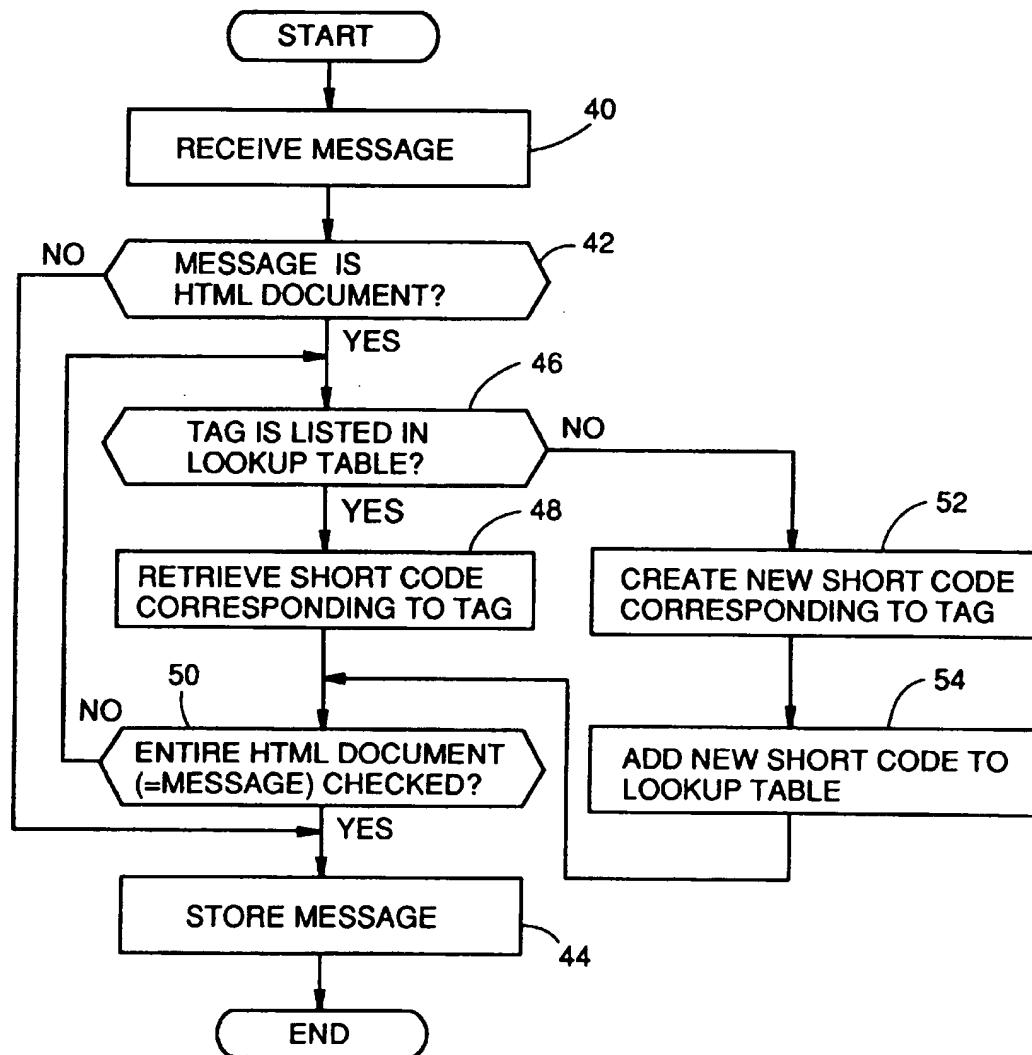 START
40
RECEIVE MESSAGE
42
NO
MESSAGE IS
HTML DOCUMENT?
YES
46
TAG IS LISTED IN
LOOKUP TABLE?
NO
YES
48
52
RETRIEVE SHORT CODE
CORRESPONDING TO TAG
CREATE NEW SHORT CODE
CORRESPONDING TO TAG
50
54
NO
ENTIRE HTML DOCUMENT
(=MESSAGE) CHECKED?
ADD NEW SHORT CODE TO
LOOKUP TABLE
YES
STORE MESSAGE
44
END